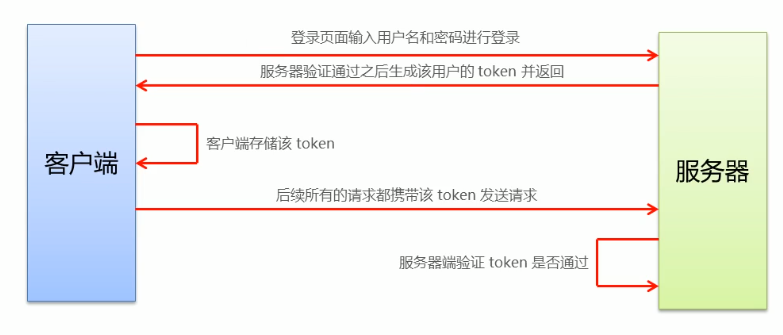 登录页面输入用户名和密码进行登录
服务器验证通过之后生成该用户的 token 并返回
客户端存储该 token
客户端
服务器
后续所有的请求都携带该 token 发送请求
服务器端验证 token 是否通过